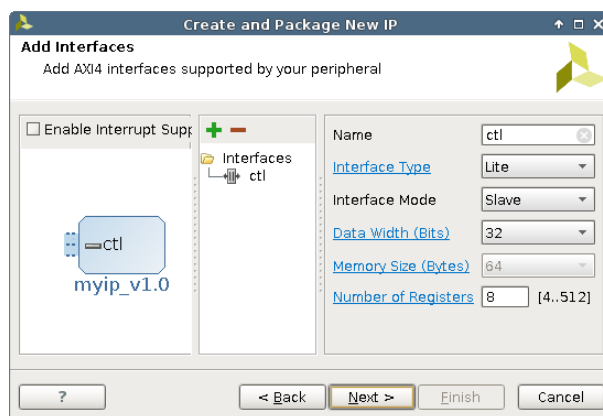 Create and Package New IP
Add Interfaces
Add AXI4 interfaces supported by your peripheral
Enable Interrupt Supp
ctl
myip_v1.0
Interfaces
ctl
Name ctl
Interface Type Lite
Interface Mode Slave
Data Width (Bits) 32
Memory Size (Bytes) 64
Number of Registers 8 [4..512]
? < Back Next > Finish Cancel